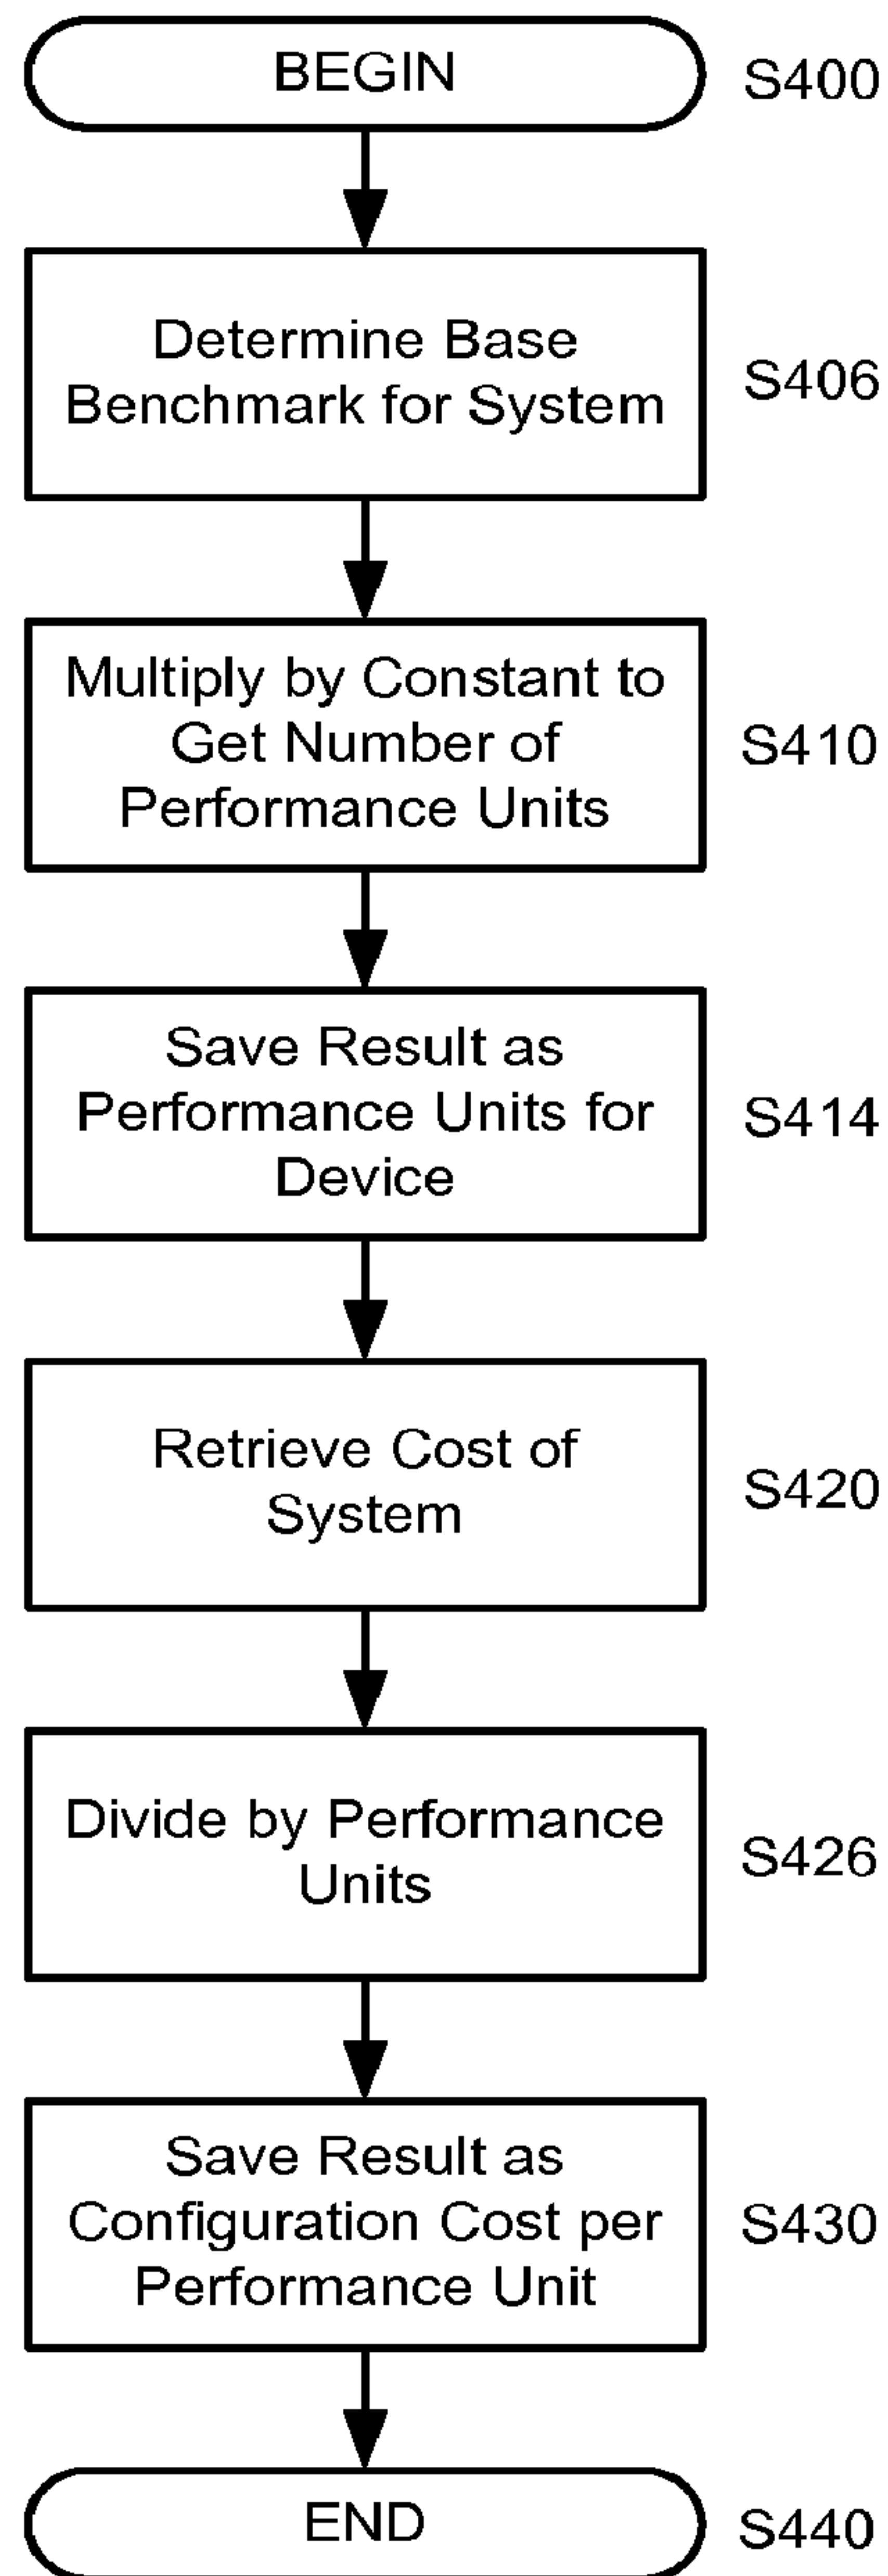 BEGIN
S400
Determine Base
Benchmark for System
S406
Multiply by Constant to
Get Number of
Performance Units
S410
Save Result as
Performance Units for
Device
S414
Retrieve Cost of
System
S420
Divide by Performance
Units
S426
Save Result as
Configuration Cost per
Performance Unit
S430
END
S440